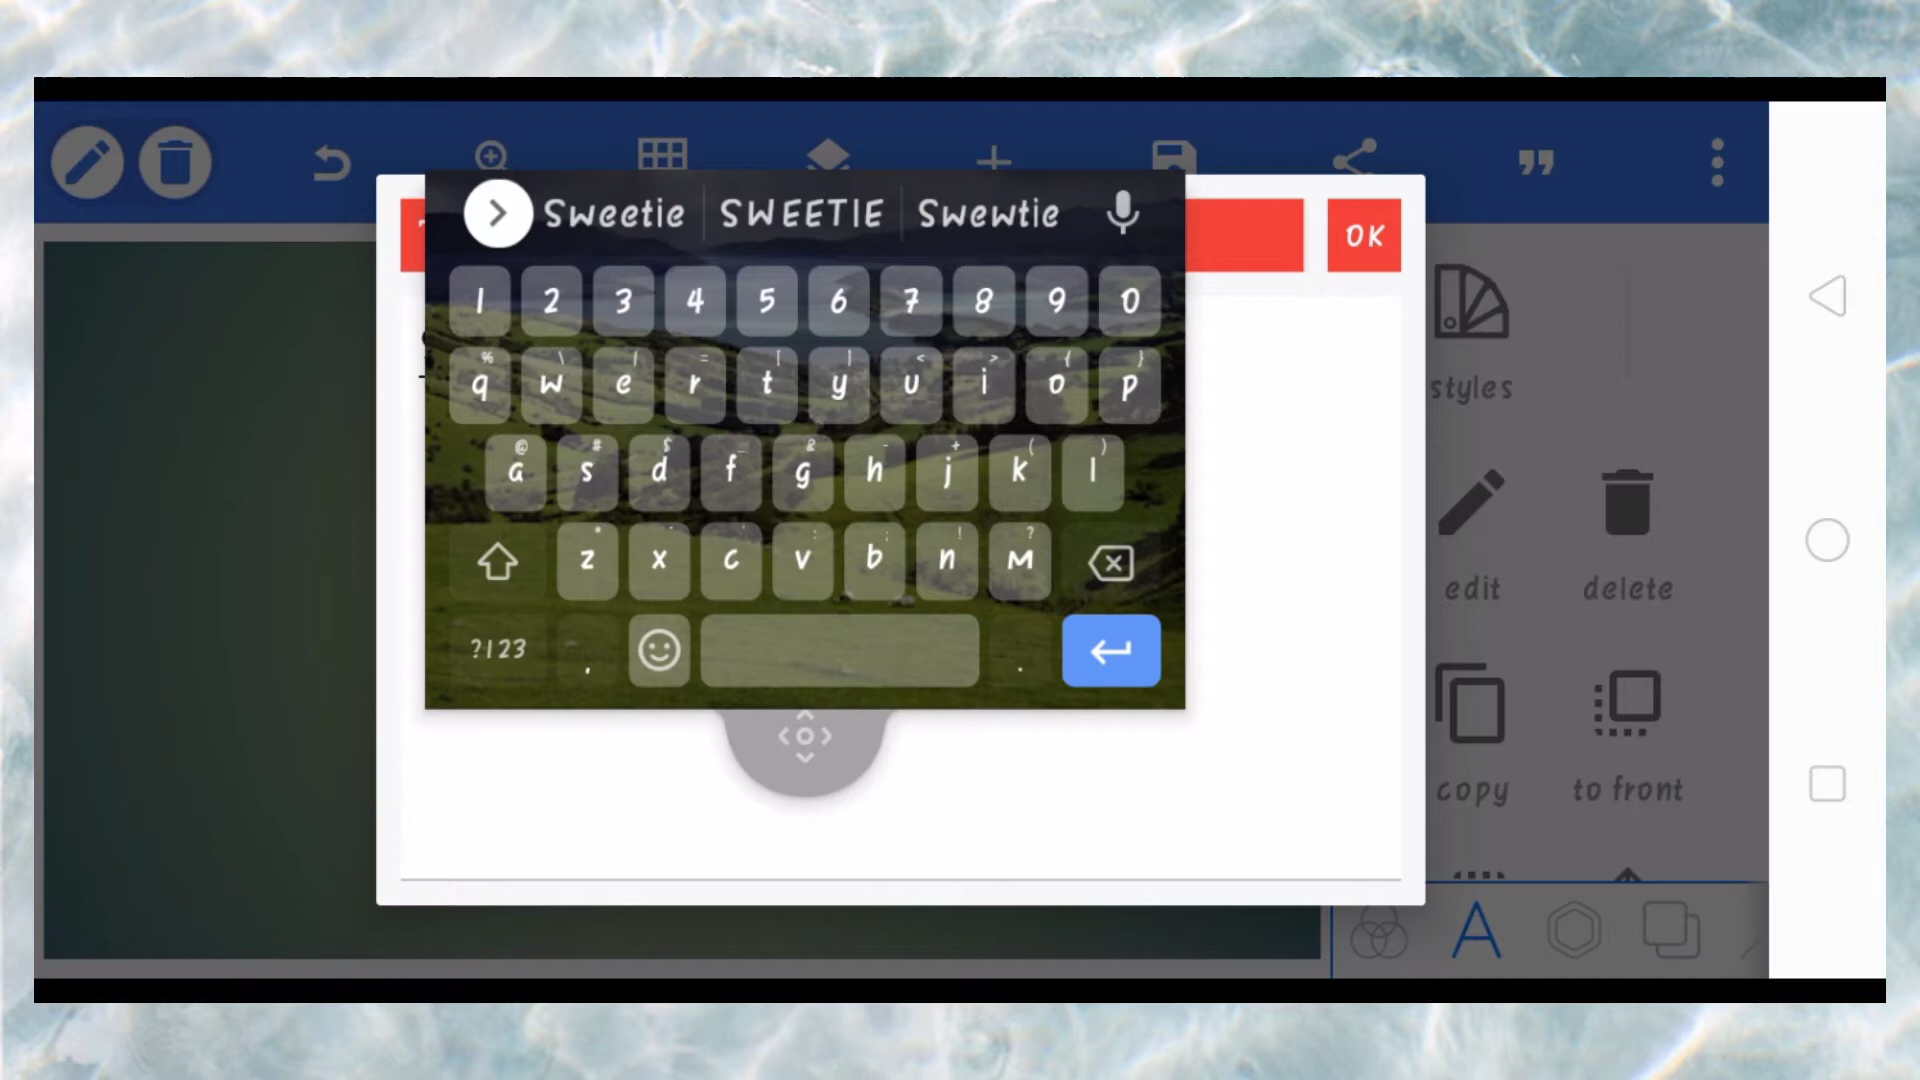 Sweetie SWEETIE Swewtie
OK
1 2 3 4 5 6 7 8 9 0
% \ | = [ ] < > { }
q w e r t y u i o p
styles
@ # $ _ & - + ( )
a s d f g h j k l
* " ' : ; ! ?
z x c v b n m
edit delete
?123 , .
copy to front
A